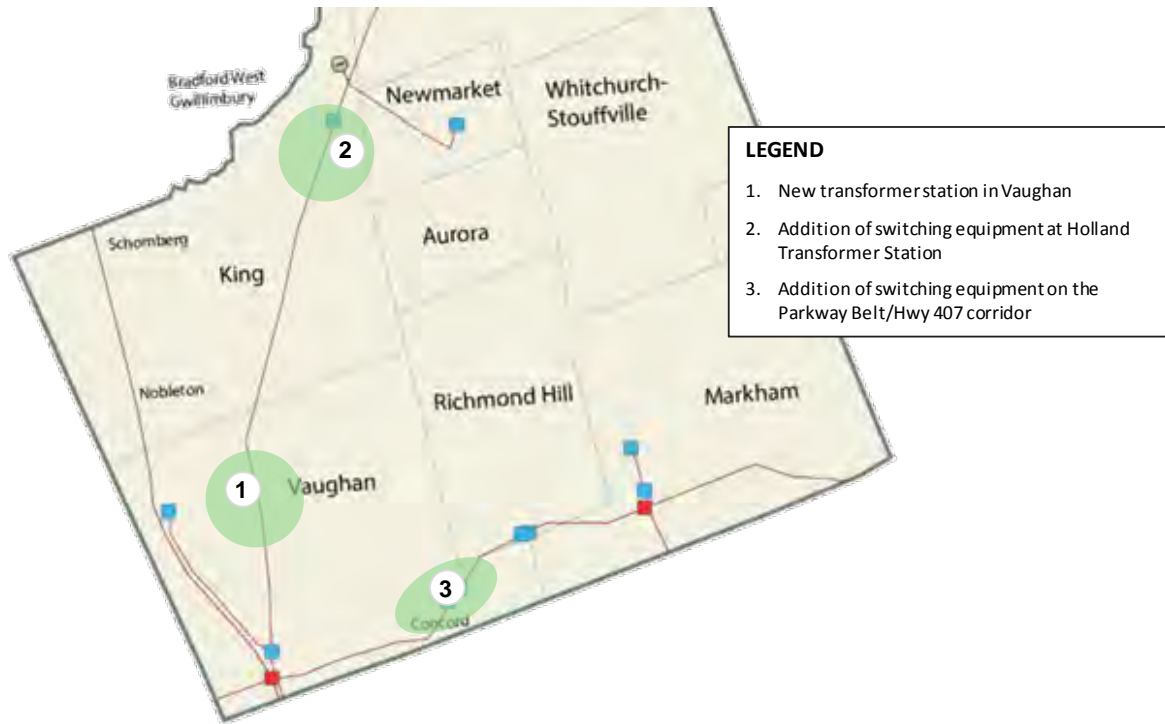 Bradford West
Gwillimbury
Newmarket
Whitchurch-
Stouffville
2
LEGEND
1. New transformer station in Vaughan
2. Addition of switching equipment at Holland
Transformer Station
3. Addition of switching equipment on the
Parkway Belt/Hwy 407 corridor
Schomberg
Aurora
King
Nobleton
Richmond Hill
Markham
1
Vaughan
3
Concord